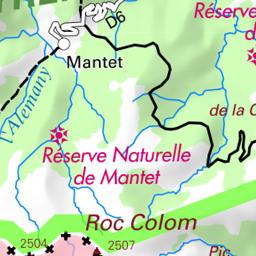 Réserve
d
D6
Mantet
l'Alemany
de la C
Réserve Naturelle
de Mantet
Roc Colom
2504
2507
Pic